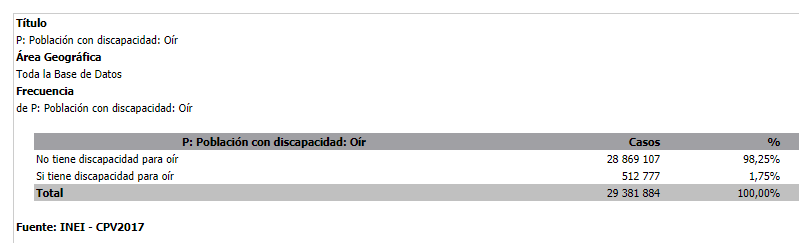 Título
P: Población con discapacidad: Oír
Área Geográfica
Toda la Base de Datos
Frecuencia
de P: Población con discapacidad: Oír
P: Población con discapacidad: Oír Casos %
No tiene discapacidad para oír 28 869 107 98,25%
Si tiene discapacidad para oír 512 777 1,75%
Total 29 381 884 100,00%
Fuente: INEI - CPV2017